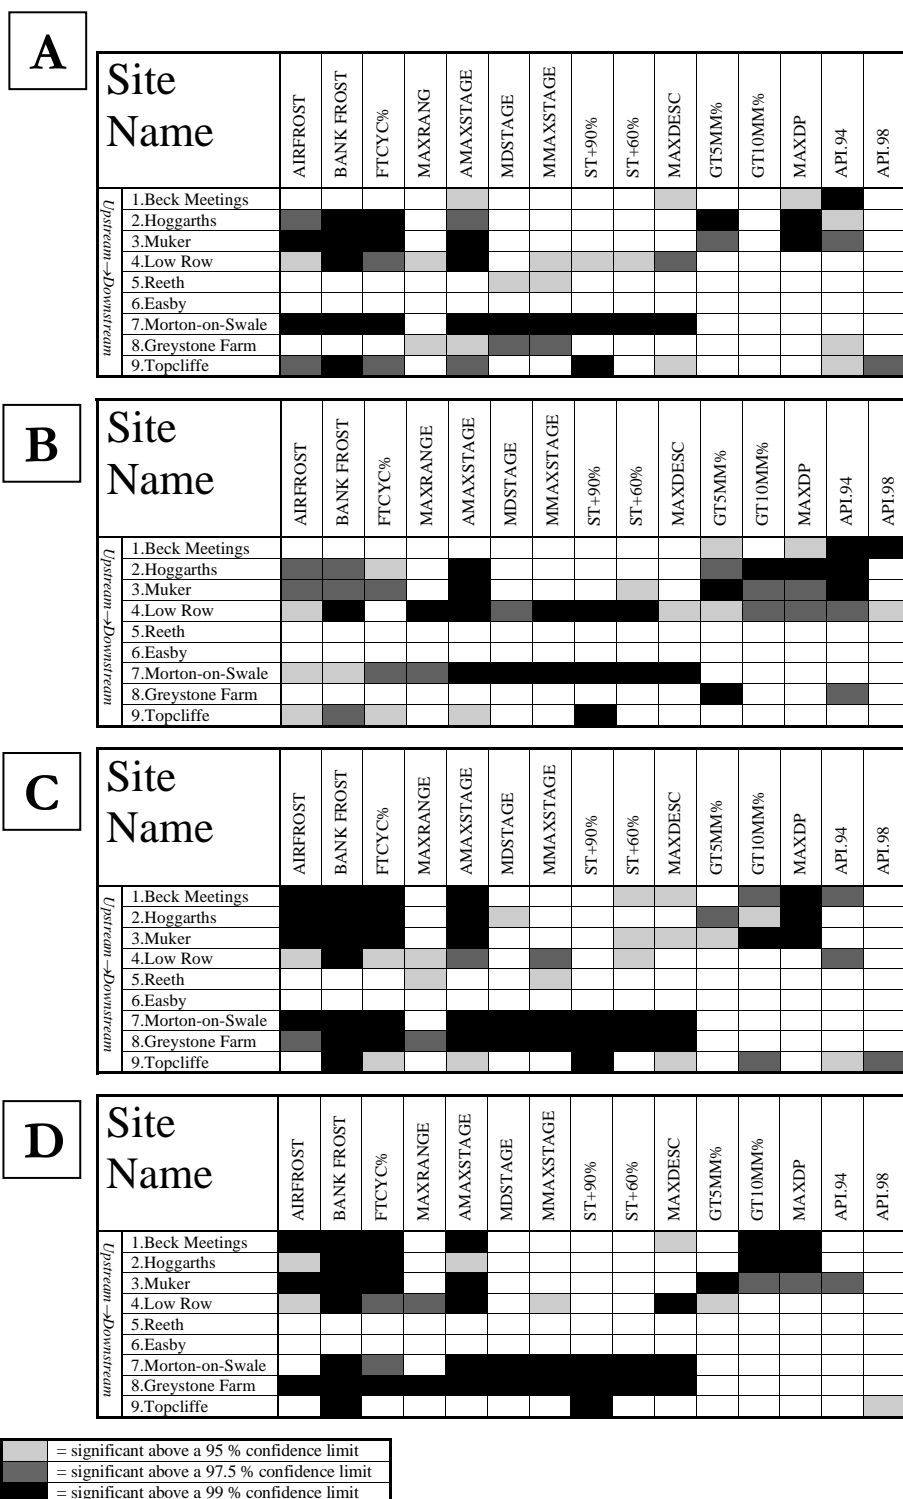 A
Site
Name
AIRFROST
BANK FROST
FTCYC%
MAXRANG
AMAXSTAGE
MDSTAGE
MMAXSTAGE
ST+90%
ST+60%
MAXDESC
GT5MM%
GT10MM%
MAXDP
API.94
API.98
Upstream→Downstream
1.Beck Meetings
2.Hoggarths
3.Muker
4.Low Row
5.Reeth
6.Easby
7.Morton-on-Swale
8.Greystone Farm
9.Topcliffe
B
Site
Name
AIRFROST
BANK FROST
FTCYC%
MAXRANGE
AMAXSTAGE
MDSTAGE
MMAXSTAGE
ST+90%
ST+60%
MAXDESC
GT5MM%
GT10MM%
MAXDP
API.94
API.98
Upstream→Downstream
1.Beck Meetings
2.Hoggarths
3.Muker
4.Low Row
5.Reeth
6.Easby
7.Morton-on-Swale
8.Greystone Farm
9.Topcliffe
C
Site
Name
AIRFROST
BANK FROST
FTCYC%
MAXRANGE
AMAXSTAGE
MDSTAGE
MMAXSTAGE
ST+90%
ST+60%
MAXDESC
GT5MM%
GT10MM%
MAXDP
API.94
API.98
Upstream→Downstream
1.Beck Meetings
2.Hoggarths
3.Muker
4.Low Row
5.Reeth
6.Easby
7.Morton-on-Swale
8.Greystone Farm
9.Topcliffe
D
Site
Name
AIRFROST
BANK FROST
FTCYC%
MAXRANGE
AMAXSTAGE
MDSTAGE
MMAXSTAGE
ST+90%
ST+60%
MAXDESC
GT5MM%
GT10MM%
MAXDP
API.94
API.98
Upstream→Downstream
1.Beck Meetings
2.Hoggarths
3.Muker
4.Low Row
5.Reeth
6.Easby
7.Morton-on-Swale
8.Greystone Farm
9.Topcliffe
= significant above a 95 % confidence limit
= significant above a 97.5 % confidence limit
= significant above a 99 % confidence limit